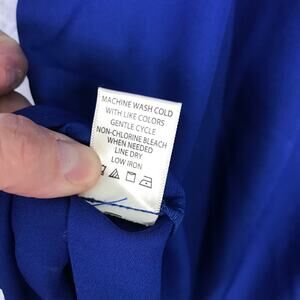 MACHINE WASH COLD
WITH LIKE COLORS
GENTLE CYCLE
NON-CHLORINE BLEACH
WHEN NEEDED
LINE DRY
LOW IRON